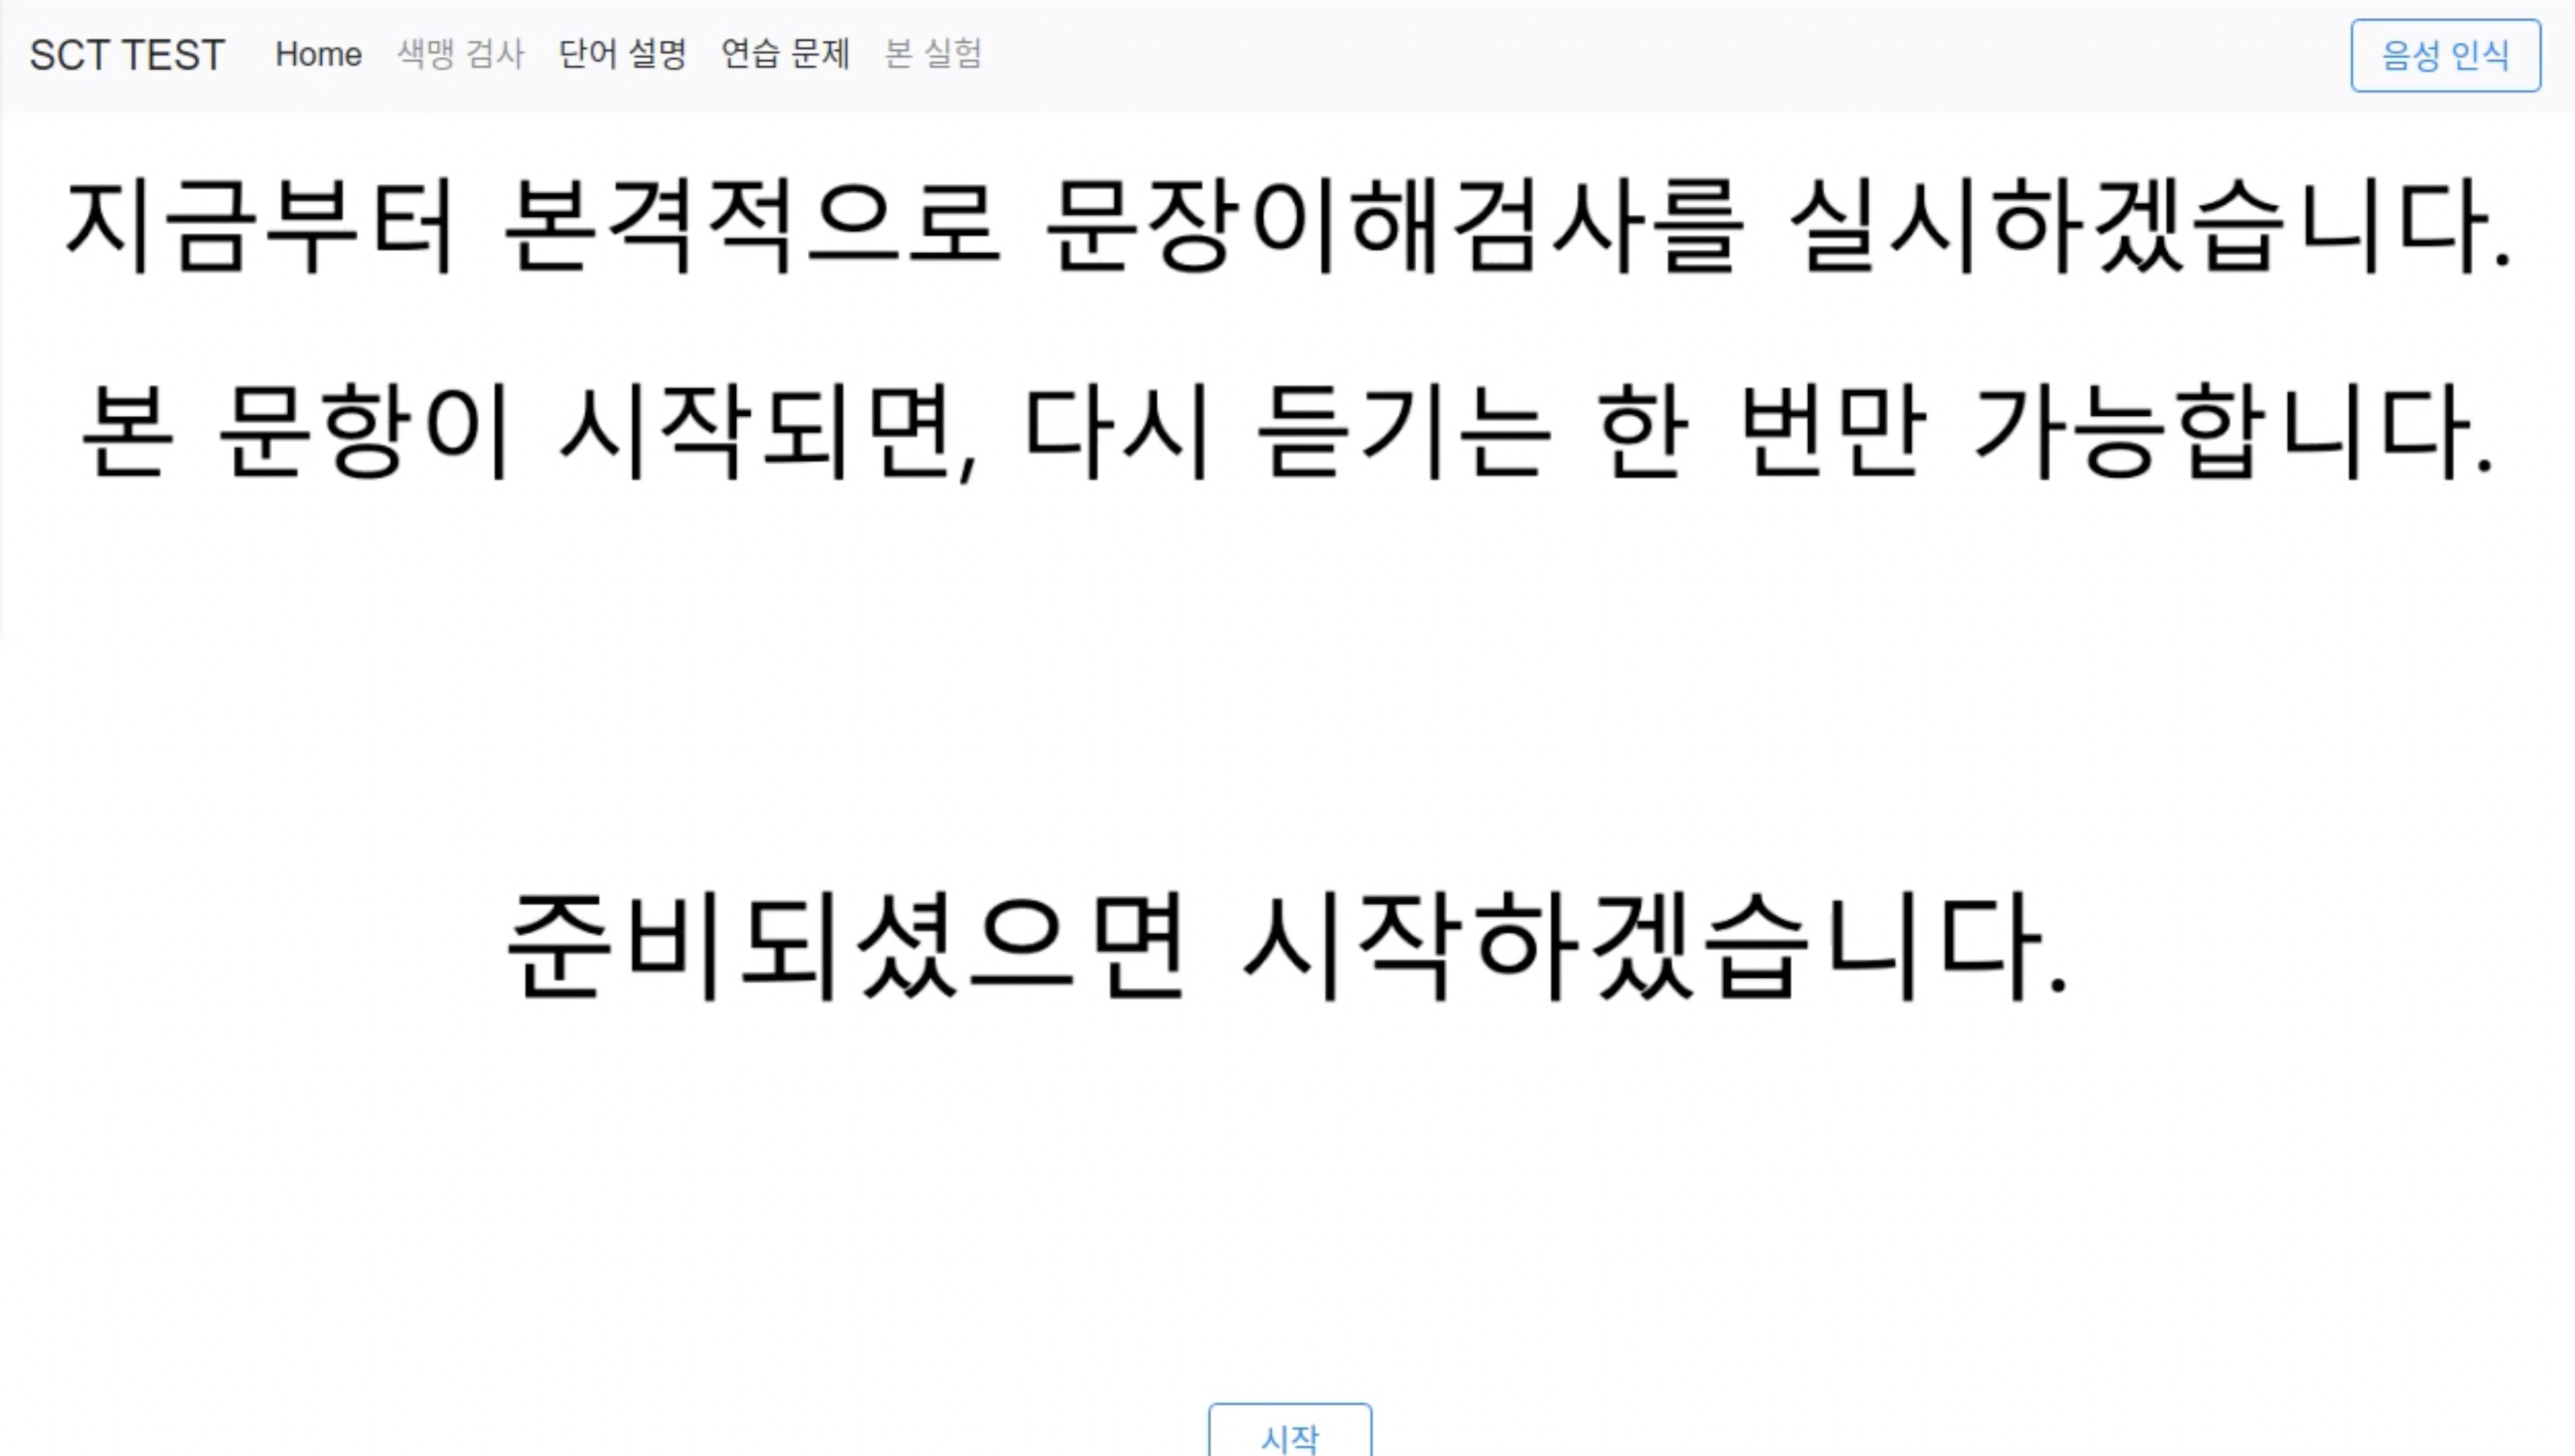 SCT TEST Home 색맹 검사 단어 설명 연습 문제 본 실험 음성 인식
지금부터 본격적으로 문장이해검사를 실시하겠습니다.
본 문항이 시작되면, 다시 듣기는 한 번만 가능합니다.
준비되셨으면 시작하겠습니다.
시작